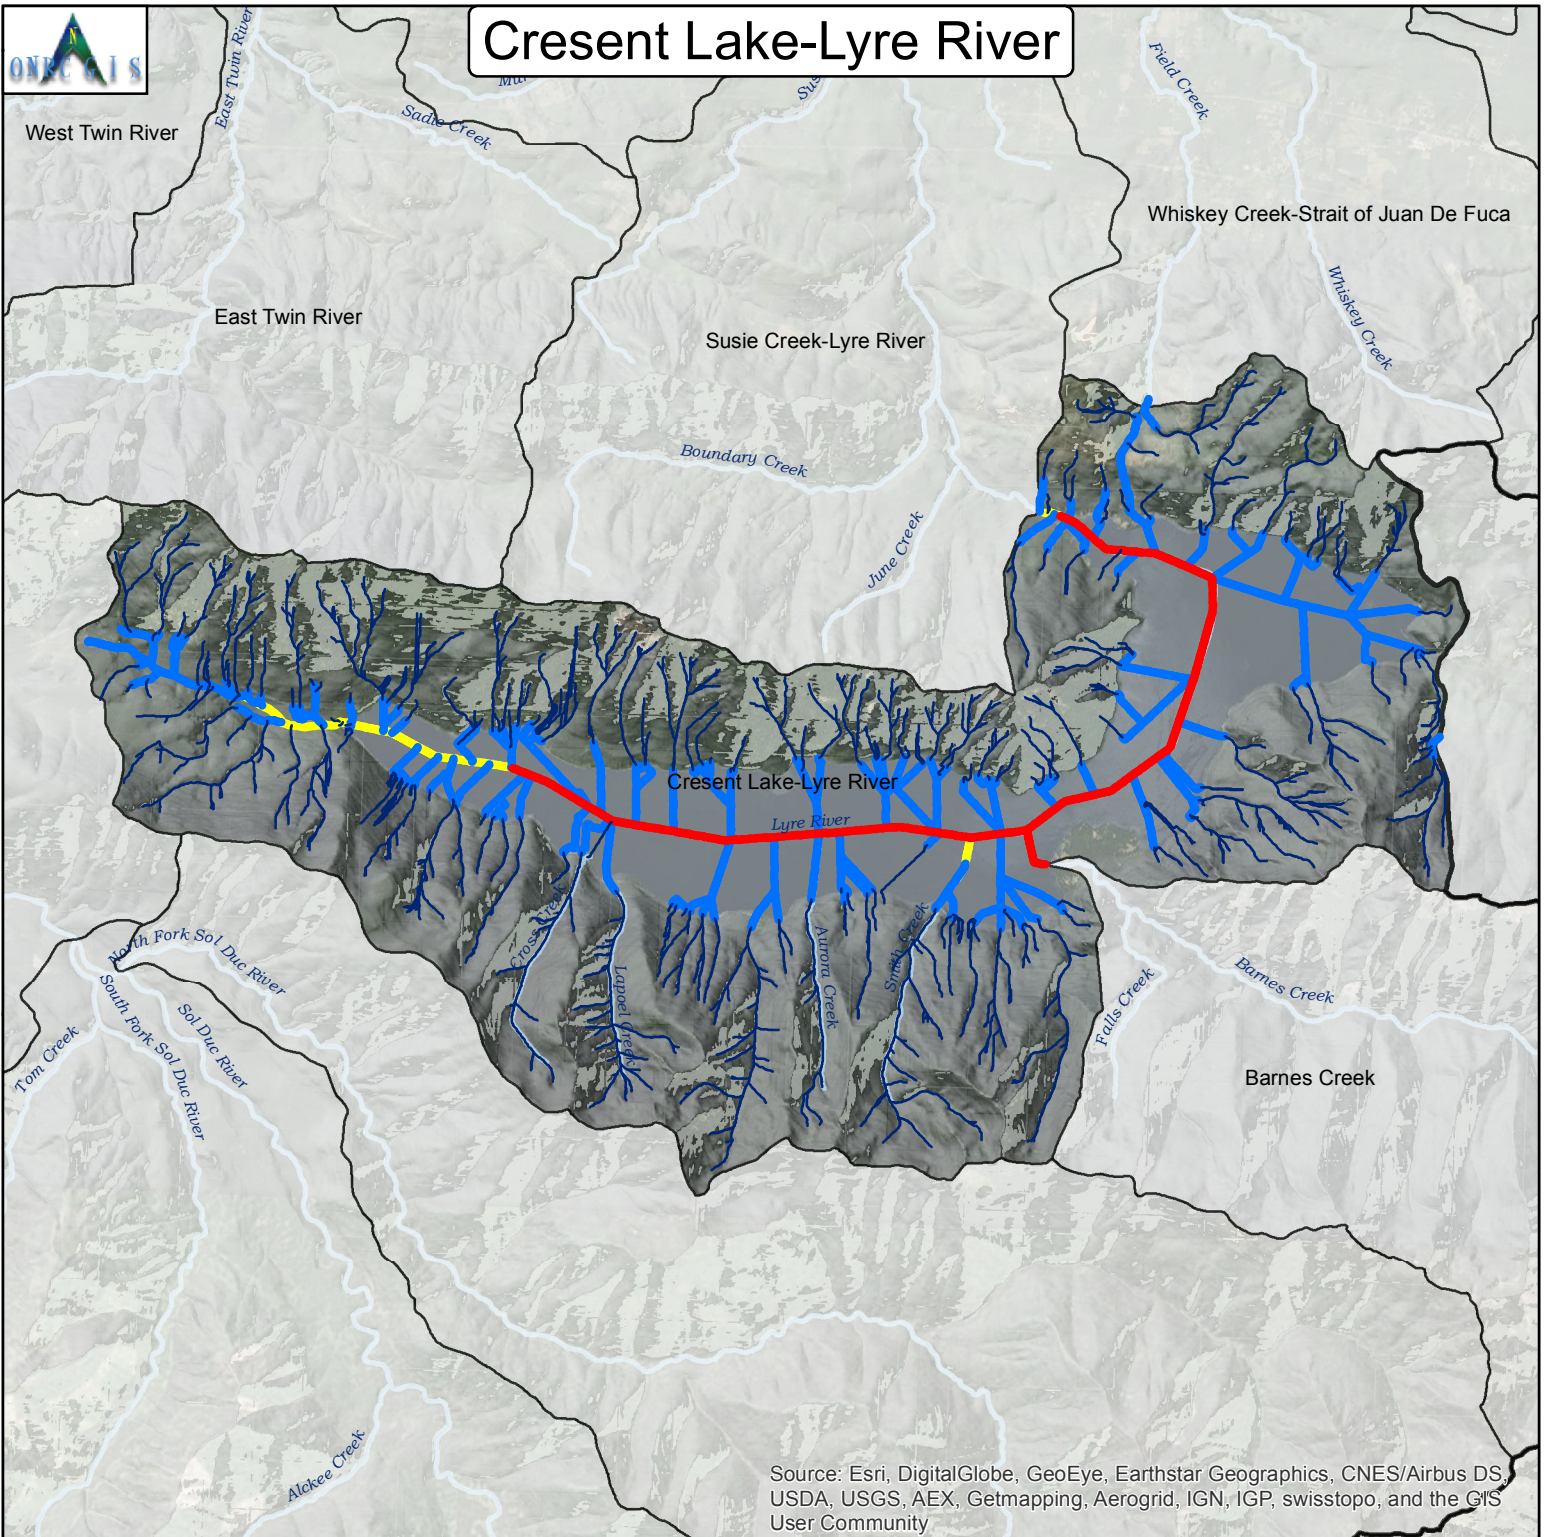 Cresent Lake-Lyre River
N
ONRC GIS
West Twin River
East Twin River
Sadie Creek
Sus
Field Creek
Whiskey Creek-Strait of Juan De Fuca
Whiskey Creek
East Twin River
Susie Creek-Lyre River
Boundary Creek
June Creek
Cresent Lake-Lyre River
Lyre River
Cross Creek
Lapoel Creek
Aurora Creek
Smith Creek
Falls Creek
Barnes Creek
Barnes Creek
North Fork Sol Duc River
South Fork Sol Duc River
Sol Duc River
Tom Creek
Alckee Creek
Source: Esri, DigitalGlobe, GeoEye, Earthstar Geographics, CNES/Airbus DS,
USDA, USGS, AEX, Getmapping, Aerogrid, IGN, IGP, swisstopo, and the GIS
User Community